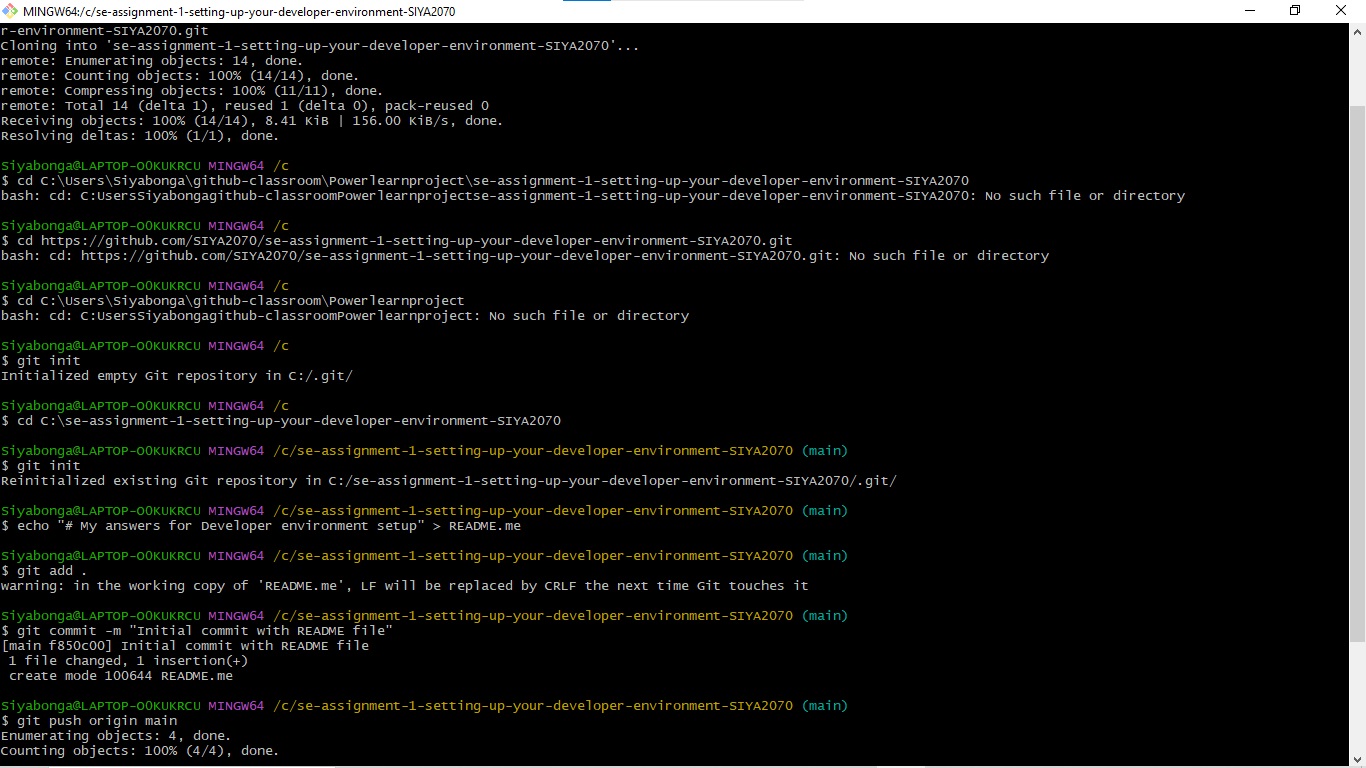 MINGW64:/c/se-assignment-1-setting-up-your-developer-environment-SIYA2070
r-environment-SIYA2070.git
Cloning into 'se-assignment-1-setting-up-your-developer-environment-SIYA2070'...
remote: Enumerating objects: 14, done.
remote: Counting objects: 100% (14/14), done.
remote: Compressing objects: 100% (11/11), done.
remote: Total 14 (delta 1), reused 1 (delta 0), pack-reused 0
Receiving objects: 100% (14/14), 8.41 KiB | 156.00 KiB/s, done.
Resolving deltas: 100% (1/1), done.
Siyabonga@LAPTOP-O0KUKRCU MINGW64 /c
$ cd C:\Users\Siyabonga\github-classroom\Powerlearnproject\se-assignment-1-setting-up-your-developer-environment-SIYA2070
bash: cd: C:UsersSiyabongagithub-classroomPowerlearnprojectse-assignment-1-setting-up-your-developer-environment-SIYA2070: No such file or directory
Siyabonga@LAPTOP-O0KUKRCU MINGW64 /c
$ cd https://github.com/SIYA2070/se-assignment-1-setting-up-your-developer-environment-SIYA2070.git
bash: cd: https://github.com/SIYA2070/se-assignment-1-setting-up-your-developer-environment-SIYA2070.git: No such file or directory
Siyabonga@LAPTOP-O0KUKRCU MINGW64 /c
$ cd C:\Users\Siyabonga\github-classroom\Powerlearnproject
bash: cd: C:UsersSiyabongagithub-classroomPowerlearnproject: No such file or directory
Siyabonga@LAPTOP-O0KUKRCU MINGW64 /c
$ git init
Initialized empty Git repository in C:/.git/
Siyabonga@LAPTOP-O0KUKRCU MINGW64 /c
$ cd C:\se-assignment-1-setting-up-your-developer-environment-SIYA2070
Siyabonga@LAPTOP-O0KUKRCU MINGW64 /c/se-assignment-1-setting-up-your-developer-environment-SIYA2070 (main)
$ git init
Reinitialized existing Git repository in C:/se-assignment-1-setting-up-your-developer-environment-SIYA2070/.git/
Siyabonga@LAPTOP-O0KUKRCU MINGW64 /c/se-assignment-1-setting-up-your-developer-environment-SIYA2070 (main)
$ echo "# My answers for Developer environment setup" > README.me
Siyabonga@LAPTOP-O0KUKRCU MINGW64 /c/se-assignment-1-setting-up-your-developer-environment-SIYA2070 (main)
$ git add .
warning: in the working copy of 'README.me', LF will be replaced by CRLF the next time Git touches it
Siyabonga@LAPTOP-O0KUKRCU MINGW64 /c/se-assignment-1-setting-up-your-developer-environment-SIYA2070 (main)
$ git commit -m "Initial commit with README file"
[main f850c00] Initial commit with README file
1 file changed, 1 insertion(+)
create mode 100644 README.me
Siyabonga@LAPTOP-O0KUKRCU MINGW64 /c/se-assignment-1-setting-up-your-developer-environment-SIYA2070 (main)
$ git push origin main
Enumerating objects: 4, done.
Counting objects: 100% (4/4), done.